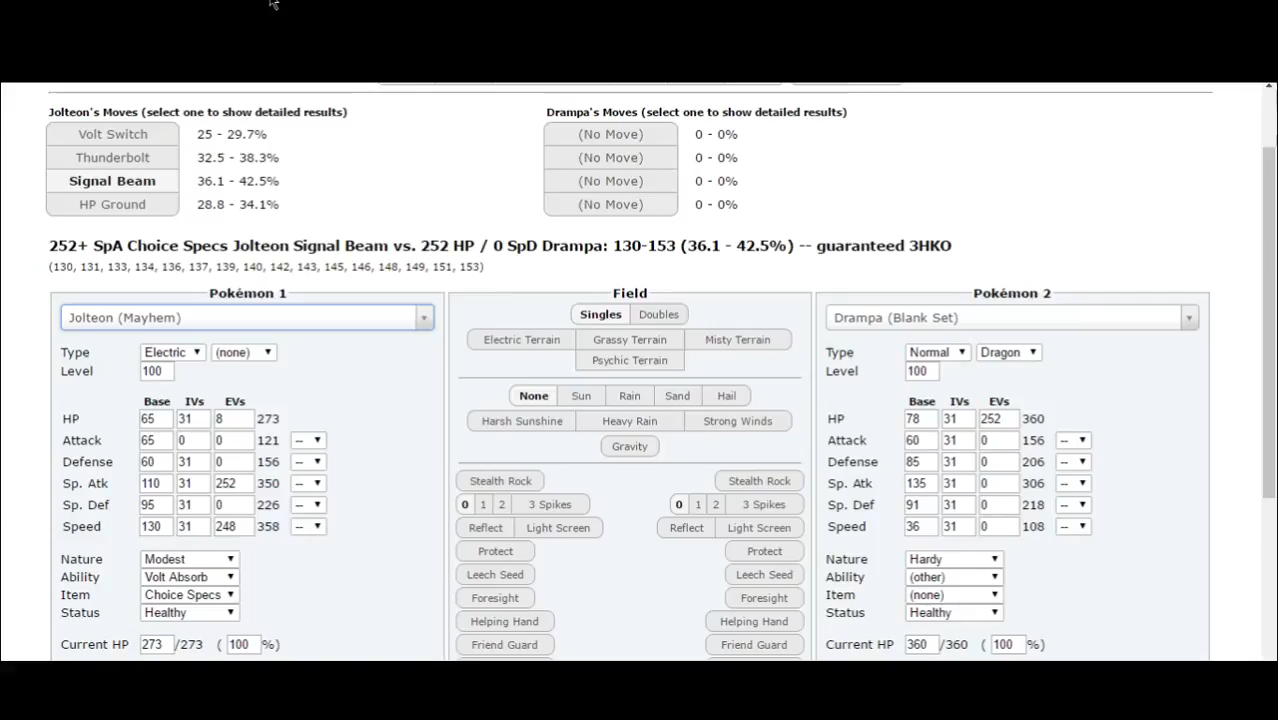 Jolteon's Moves (select one to show detailed results) Drampa's Moves (select one to show detailed results)
Volt Switch 25 - 29.7% (No Move) 0 - 0%
Thunderbolt 32.5 - 38.3% (No Move) 0 - 0%
Signal Beam 36.1 - 42.5% (No Move) 0 - 0%
HP Ground 28.8 - 34.1% (No Move) 0 - 0%
252+ SpA Choice Specs Jolteon Signal Beam vs. 252 HP / 0 SpD Drampa: 130-153 (36.1 - 42.5%) -- guaranteed 3HKO
(130, 131, 133, 134, 136, 137, 139, 140, 142, 143, 145, 146, 148, 149, 151, 153)
Pokémon 1
Jolteon (Mayhem)
Type Electric (none)
Level 100
Base IVs EVs
HP 65 31 8 273
Attack 65 0 0 121 --
Defense 60 31 0 156 --
Sp. Atk 110 31 252 350 --
Sp. Def 95 31 0 226 --
Speed 130 31 248 358 --
Nature Modest
Ability Volt Absorb
Item Choice Specs
Status Healthy
Current HP 273 /273 ( 100 %)
Field
Singles Doubles
Electric Terrain Grassy Terrain Misty Terrain
Psychic Terrain
None Sun Rain Sand Hail
Harsh Sunshine Heavy Rain Strong Winds
Gravity
Stealth Rock Stealth Rock
0 1 2 3 Spikes 0 1 2 3 Spikes
Reflect Light Screen Reflect Light Screen
Protect Protect
Leech Seed Leech Seed
Foresight Foresight
Helping Hand Helping Hand
Friend Guard Friend Guard
Pokémon 2
Drampa (Blank Set)
Type Normal Dragon
Level 100
Base IVs EVs
HP 78 31 252 360
Attack 60 31 0 156 --
Defense 85 31 0 206 --
Sp. Atk 135 31 0 306 --
Sp. Def 91 31 0 218 --
Speed 36 31 0 108 --
Nature Hardy
Ability (other)
Item (none)
Status Healthy
Current HP 360 /360 ( 100 %)